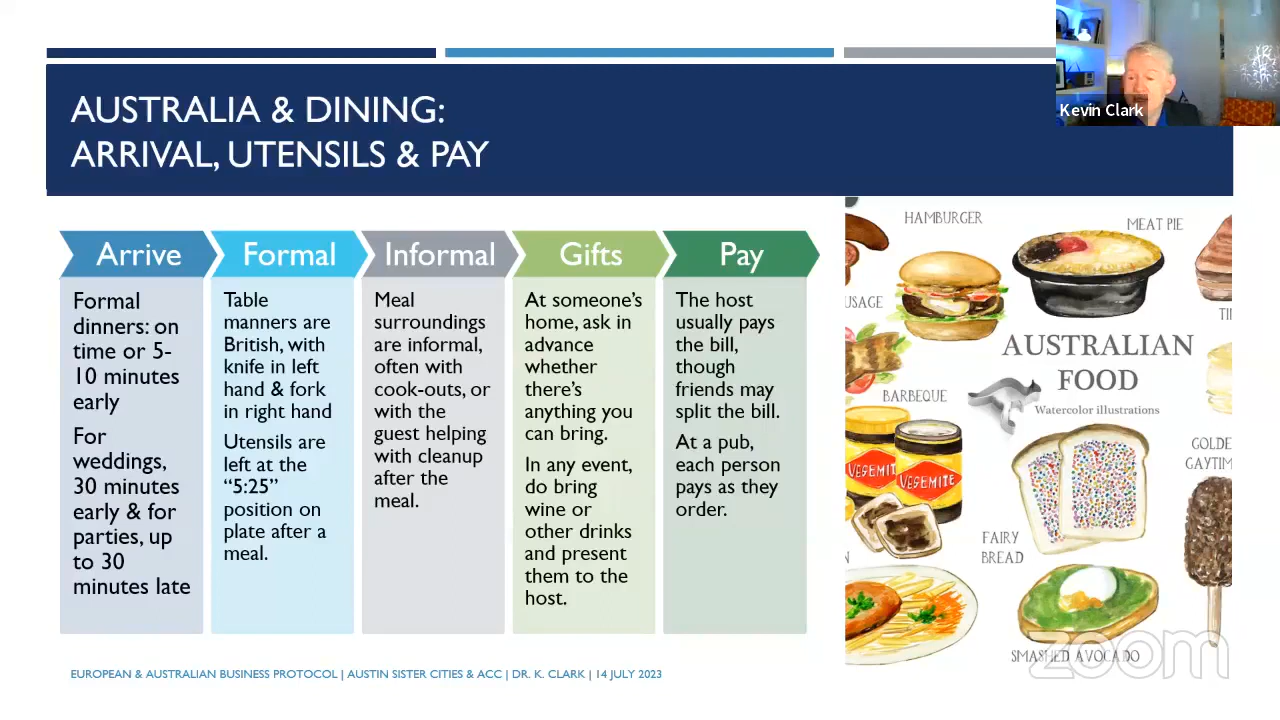 Kevin Clark
AUSTRALIA & DINING:
ARRIVAL, UTENSILS & PAY
Arrive
Formal
dinners: on
time or 5-
10 minutes
early
For
weddings,
30 minutes
early & for
parties, up
to 30
minutes late
Formal
Table
manners are
British, with
knife in left
hand & fork
in right hand
Utensils are
left at the
“5:25”
position on
plate after a
meal.
Informal
Meal
surroundings
are informal,
often with
cook-outs, or
with the
guest helping
with cleanup
after the
meal.
Gifts
At someone’s
home, ask in
advance
whether
there’s
anything you
can bring.
In any event,
do bring
wine or
other drinks
and present
them to the
host.
Pay
The host
usually pays
the bill,
though
friends may
split the bill.
At a pub,
each person
pays as they
order.
HAMBURGER
MEAT PIE
USAGE
TI
AUSTRALIAN
FOOD
Watercolor illustrations
BARBEQUE
VEGEMITE
VEGEMITE
GOLDE
GAYTIM
FAIRY
BREAD
N
SMASHED AVOCADO
zoom
EUROPEAN & AUSTRALIAN BUSINESS PROTOCOL | AUSTIN SISTER CITIES & ACC | DR. K. CLARK | 14 JULY 2023